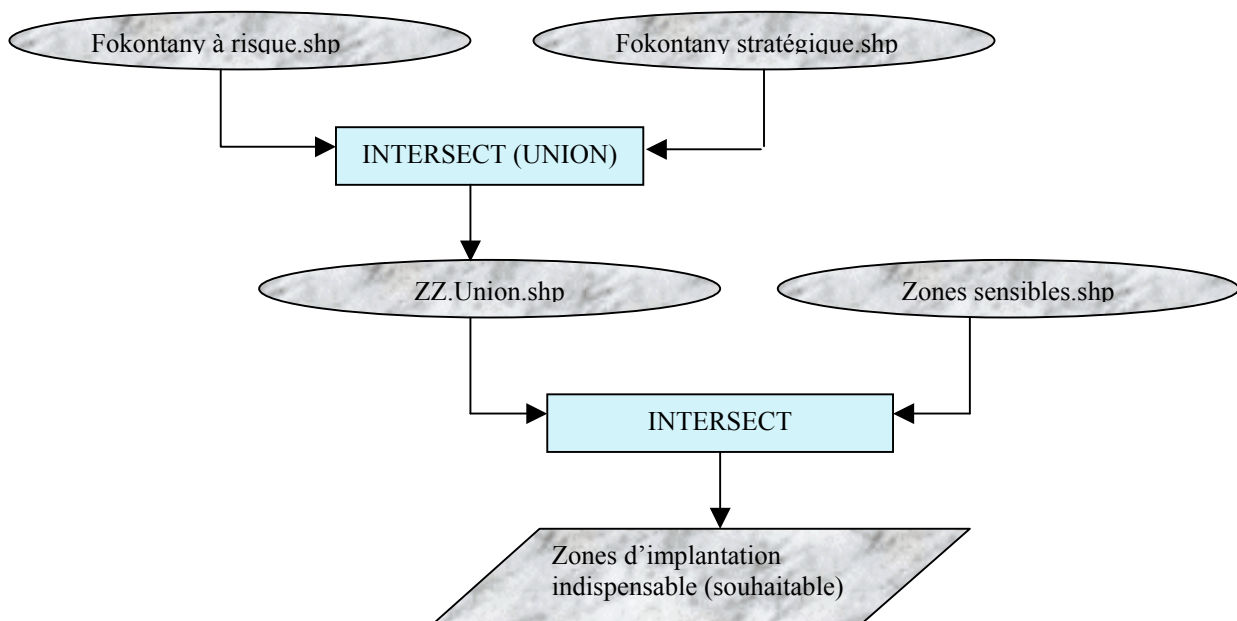 Fokontany à risque.shp
Fokontany stratégique.shp
INTERSECT (UNION)
ZZ.Union.shp
Zones sensibles.shp
INTERSECT
Zones d’implantation
indispensable (souhaitable)